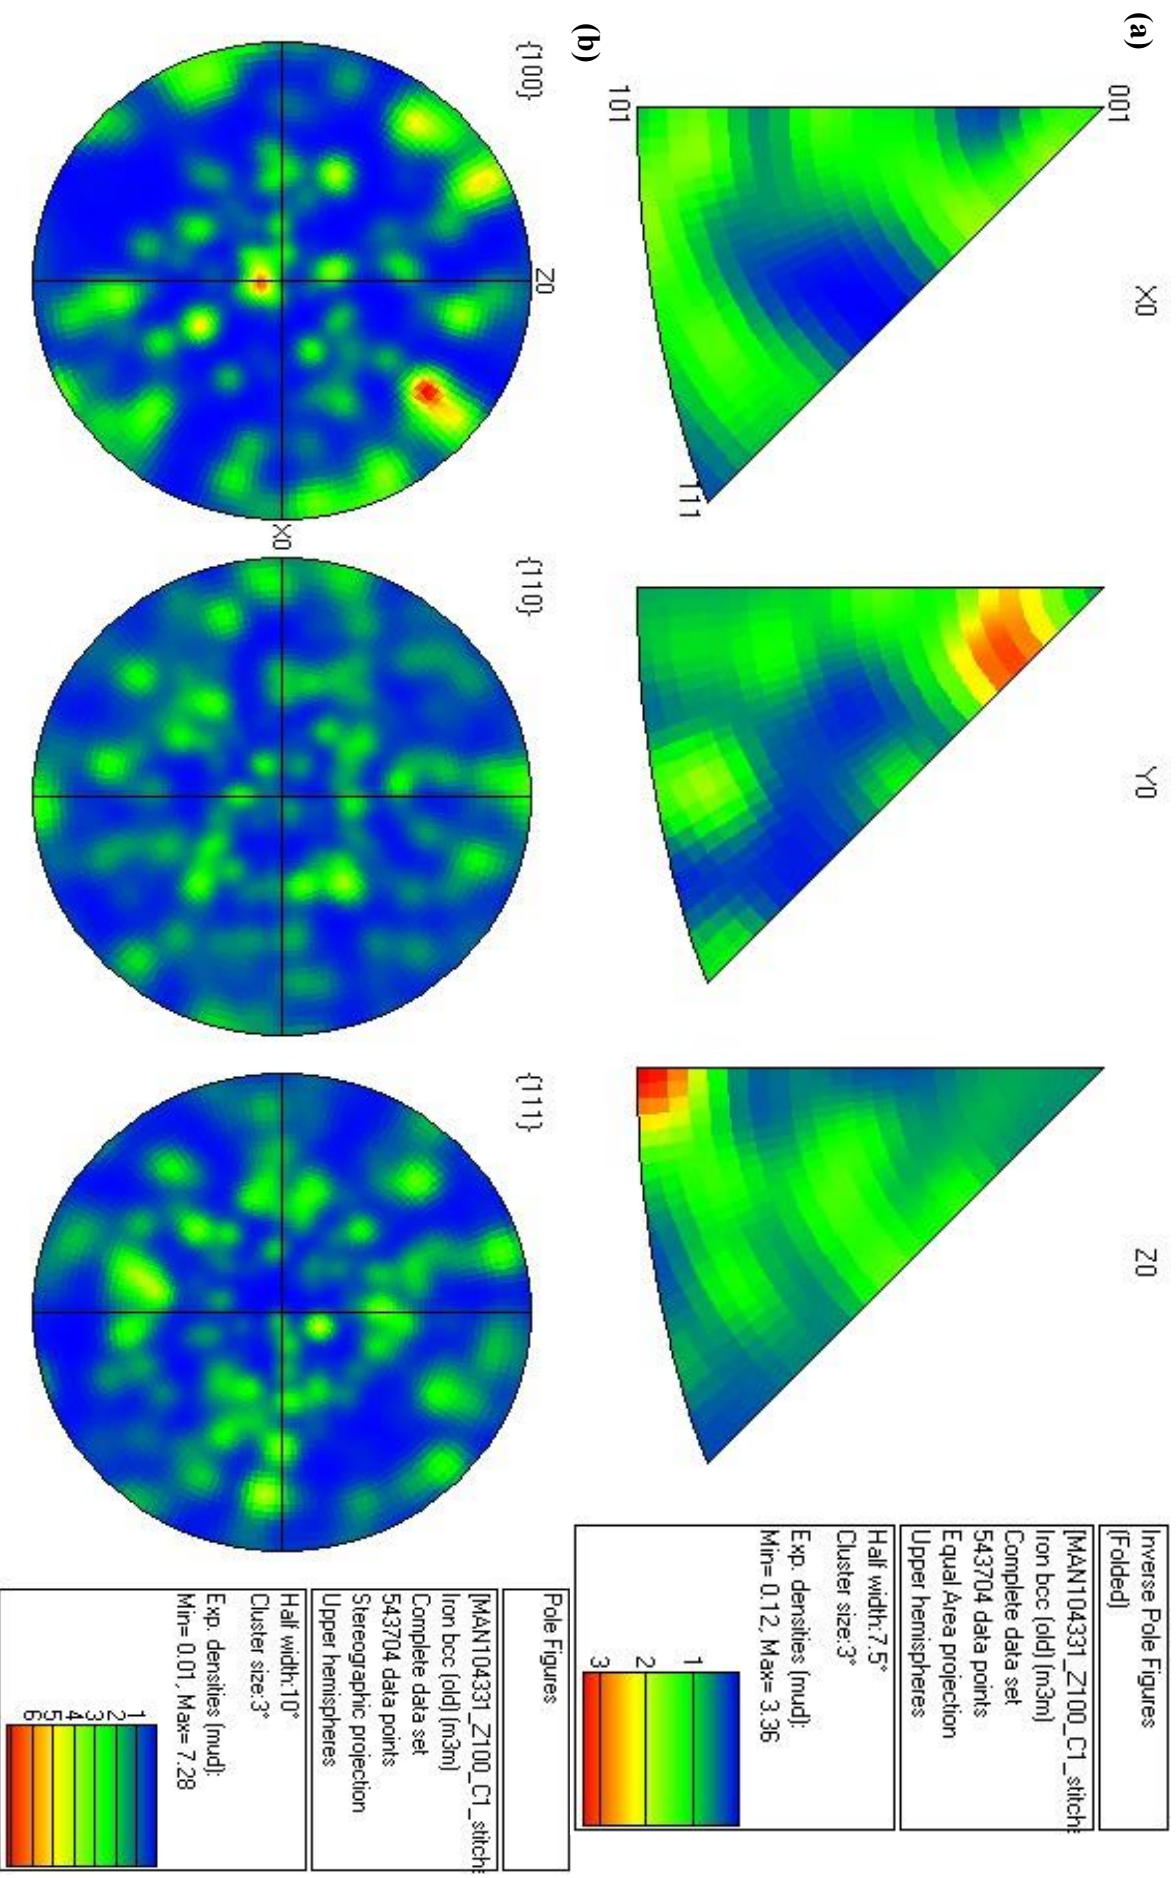 (a)
X0
Y0
Z0
001
101
111
Inverse Pole Figures
(Folded)
[MAN104331_Z100_C1_stitche
Iron bcc (old) (m3m)
Complete data set
543704 data points
Equal Area projection
Upper hemispheres
Half width:7.5°
Cluster size:3°
Exp. densities (mud):
Min= 0.12, Max= 3.36
1
2
3
(b)
{100}
{110}
{111}
Z0
X0
Pole Figures
[MAN104331_Z100_C1_stitche
Iron bcc (old) (m3m)
Complete data set
543704 data points
Stereographic projection
Upper hemispheres
Half width:10°
Cluster size:3°
Exp. densities (mud):
Min= 0.01, Max= 7.28
1
2
3
4
5
6